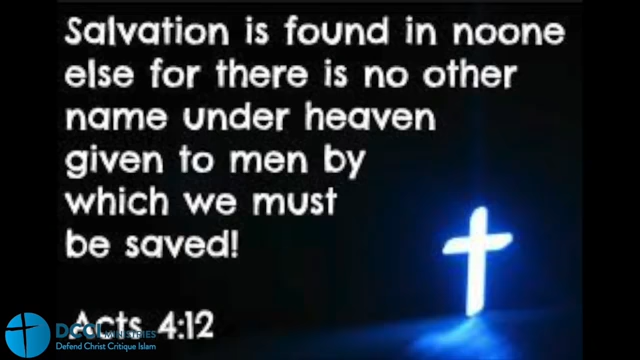 Salvation is found in noone
else for there is no other
name under heaven
given to men by
which we must
be saved!
Acts 4:12
DCCI MINISTRIES
Defend Christ Critique Islam